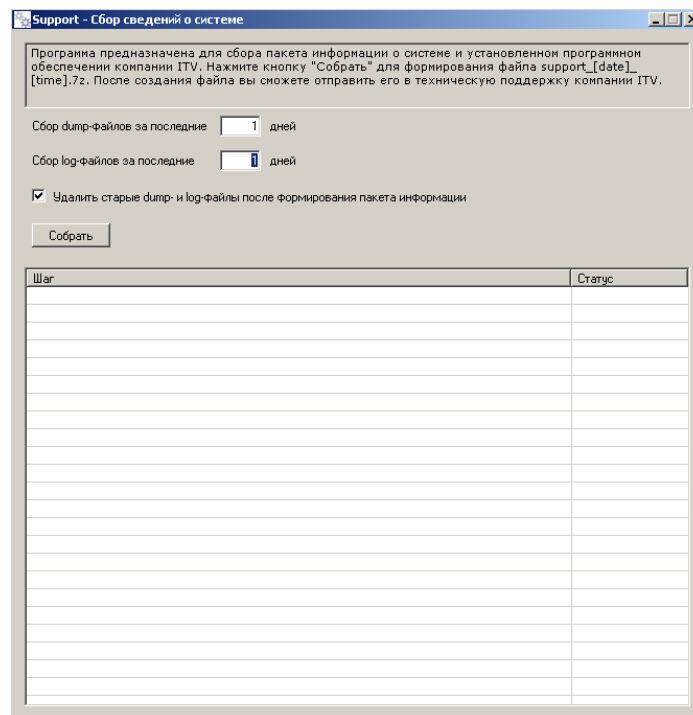 Support - Сбор сведений о системе
Программа предназначена для сбора пакета информации о системе и установленном программном
обеспечении компании ITV. Нажмите кнопку "Собрать" для формирования файла support_[date]_
[time].7z. После создания файла вы сможете отправить его в техническую поддержку компании ITV.
Сбор dump-файлов за последние 1 дней
Сбор log-файлов за последние 1 дней
Удалить старые dump- и log-файлы после формирования пакета информации
Собрать
Шаг Статус